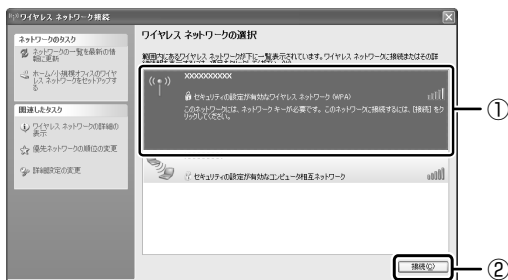 ワイヤレス ネットワーク接続
ネットワークのタスク
ネットワークの一覧を最新の情
報に更新
ホーム/小規模オフィスのワイヤ
レス ネットワークをセットアップす
る
関連したタスク
ワイヤレス ネットワークの詳細の
表示
優先ネットワークの順位の変更
詳細設定の変更
ワイヤレス ネットワークの選択
範囲内にあるワイヤレス ネットワークが下に一覧表示されています。ワイヤレス ネットワークに接続またはその詳
XXXXXXXXXX
セキュリティの設定が有効なワイヤレス ネットワーク (WPA)
このネットワークには、ネットワーク キーが必要です。このネットワークに接続するには、[接続] をク
リックしてください。
①
セキュリティの設定が有効なコンピュータ相互ネットワーク
接続(C)
②